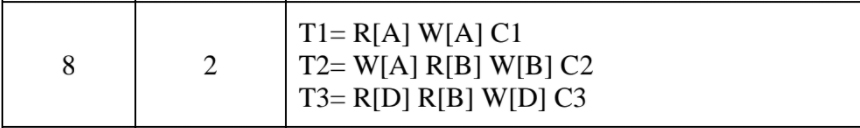 8
2
T1= R[A] W[A] C1
T2= W[A] R[B] W[B] C2
T3= R[D] R[B] W[D] C3